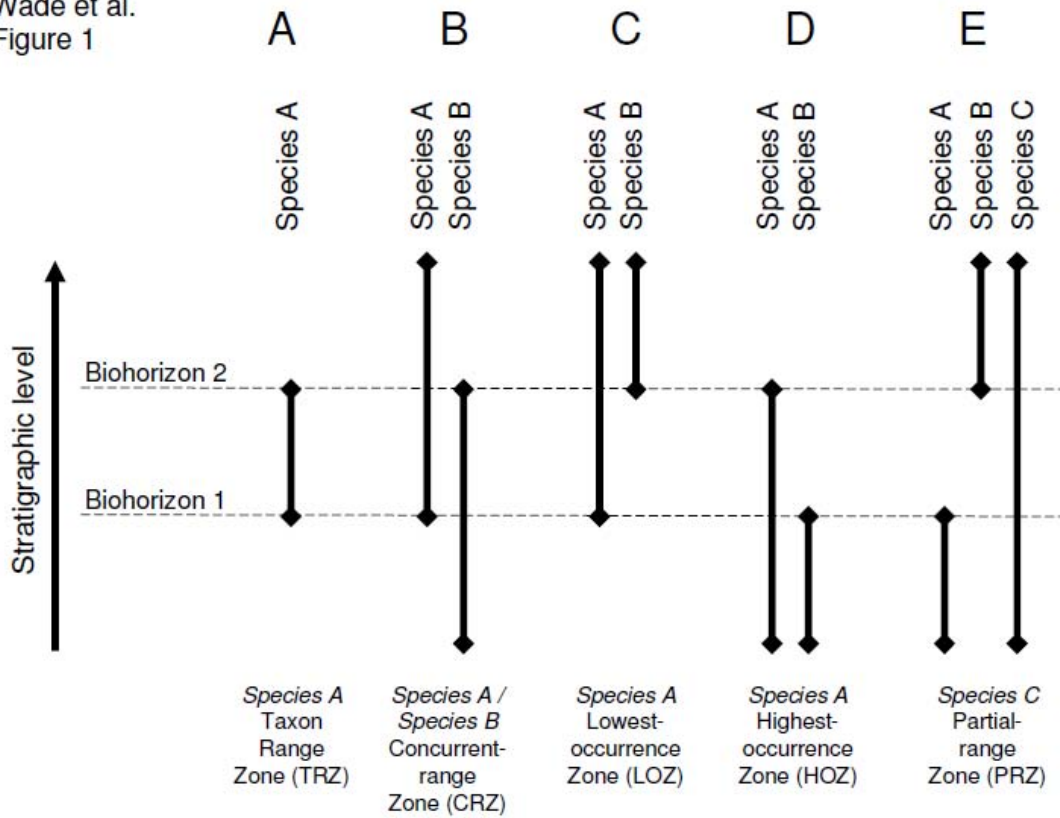 Wade et al.
Figure 1
A B C D E
Species A
Species A
Species B
Species A
Species B
Species A
Species B
Species A
Species B
Species C
Stratigraphic level
Biohorizon 2
Biohorizon 1
Species A
Taxon
Range
Zone (TRZ)
Species A /
Species B
Concurrent-
range
Zone (CRZ)
Species A
Lowest-
occurrence
Zone (LOZ)
Species A
Highest-
occurrence
Zone (HOZ)
Species C
Partial-
range
Zone (PRZ)